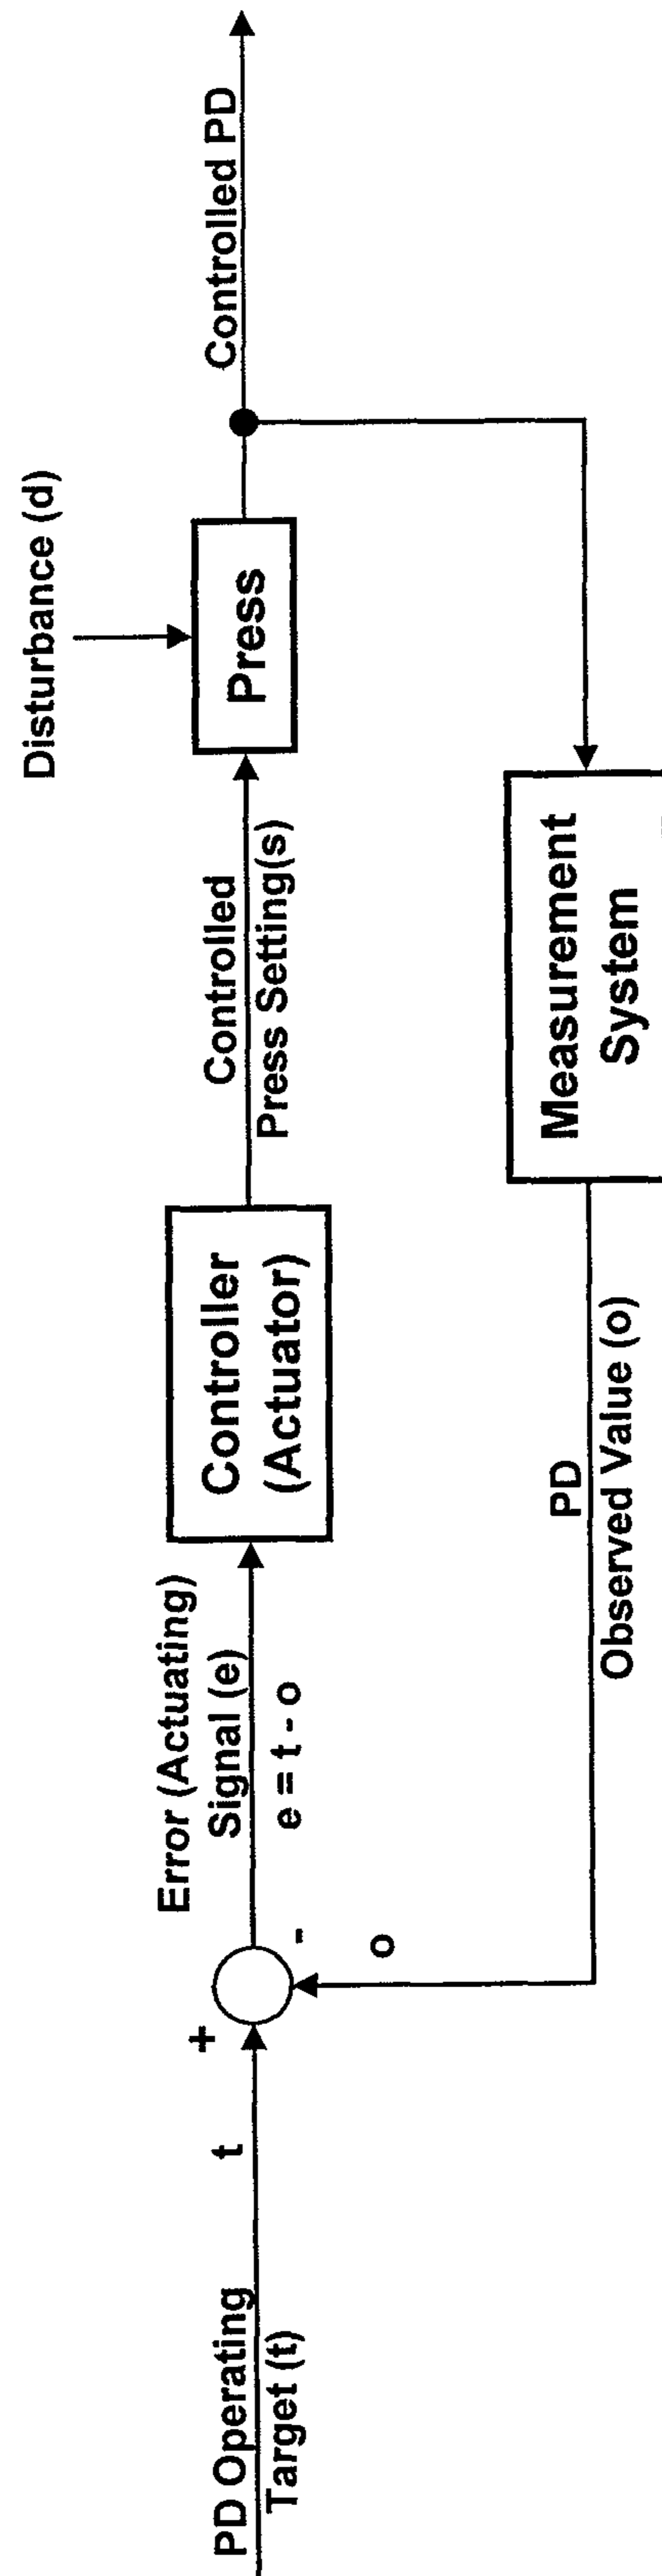 PD Operating
Target (t)
t
+
-
o
Error (Actuating)
Signal (e)
e = t - o
Controller
(Actuator)
Controlled
Press Setting(s)
Disturbance (d)
Press
Controlled PD
Measurement
System
PD
Observed Value (o)